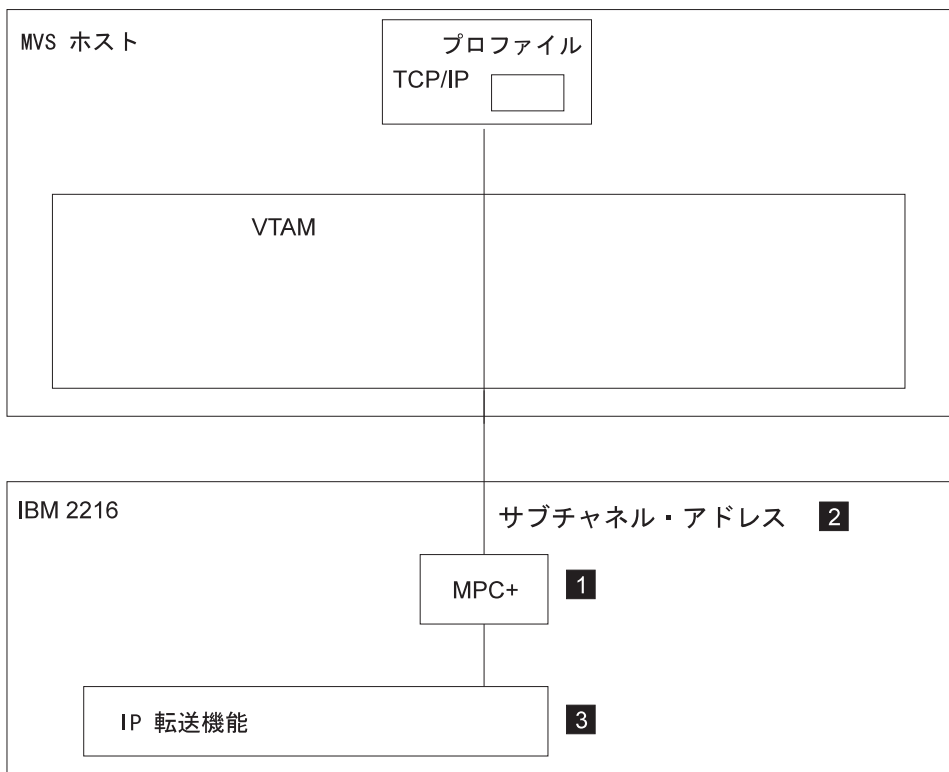 MVS ホスト
プロファイル
TCP/IP
VTAM
IBM 2216
サブチャネル・アドレス 2
MPC+ 1
IP 転送機能 3